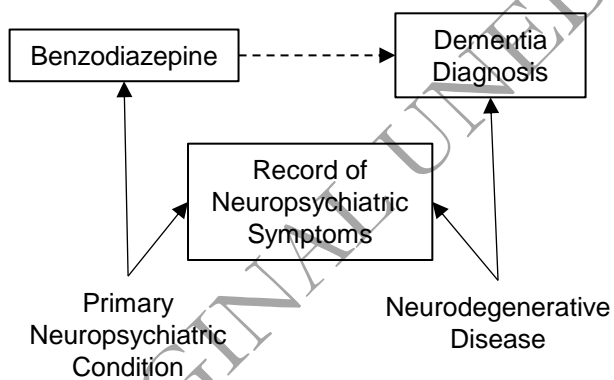 Benzodiazepine
Dementia
Diagnosis
Record of
Neuropsychiatric
Symptoms
Primary
Neuropsychiatric
Condition
Neurodegenerative
Disease